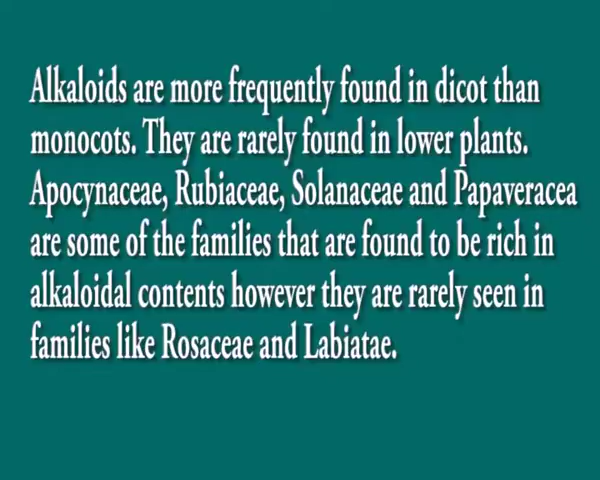 Alkaloids are more frequently found in dicot than
monocots. They are rarely found in lower plants.
Apocynaceae, Rubiaceae, Solanaceae and Papaveracea
are some of the families that are found to be rich in
alkaloidal contents however they are rarely seen in
families like Rosaceae and Labiatae.